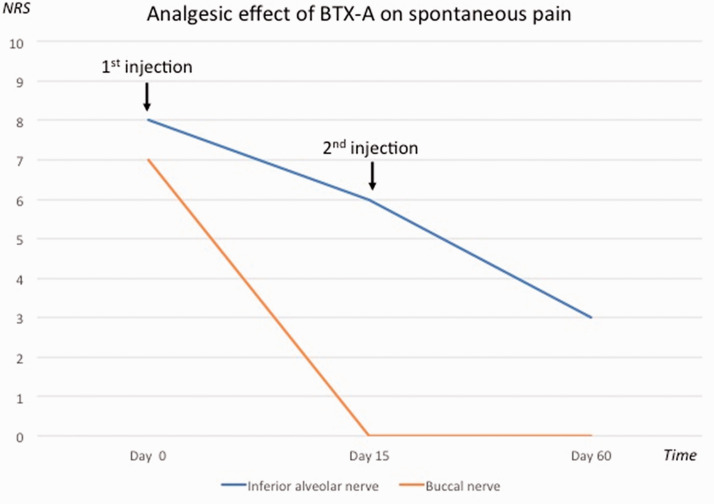 NRS
Analgesic effect of BTX-A on spontaneous pain
10
9
1st injection
8
2nd injection
7
6
5
4
3
2
1
0
Day 0 Day 15 Day 60 Time
Inferior alveolar nerve Buccal nerve